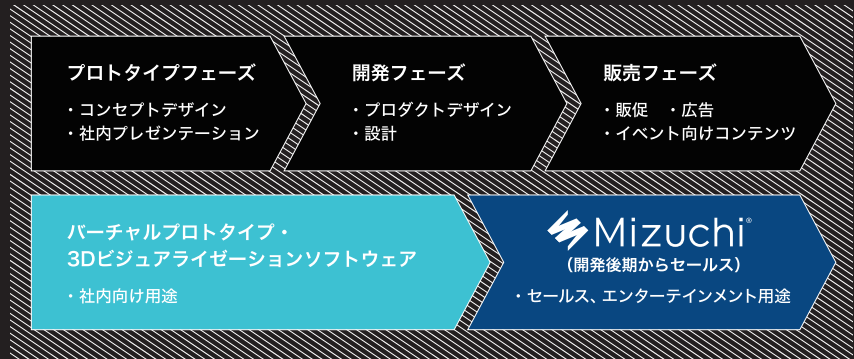 プロトタイプフェーズ
・コンセプトデザイン
・社内プレゼンテーション
開発フェーズ
・プロダクトデザイン
・設計
販売フェーズ
・販促　・広告
・イベント向けコンテンツ
バーチャルプロトタイプ・
3Dビジュアライゼーションソフトウェア
・社内向け用途
Mizuchi®
（開発後期からセールス）
・セールス、エンターテインメント用途